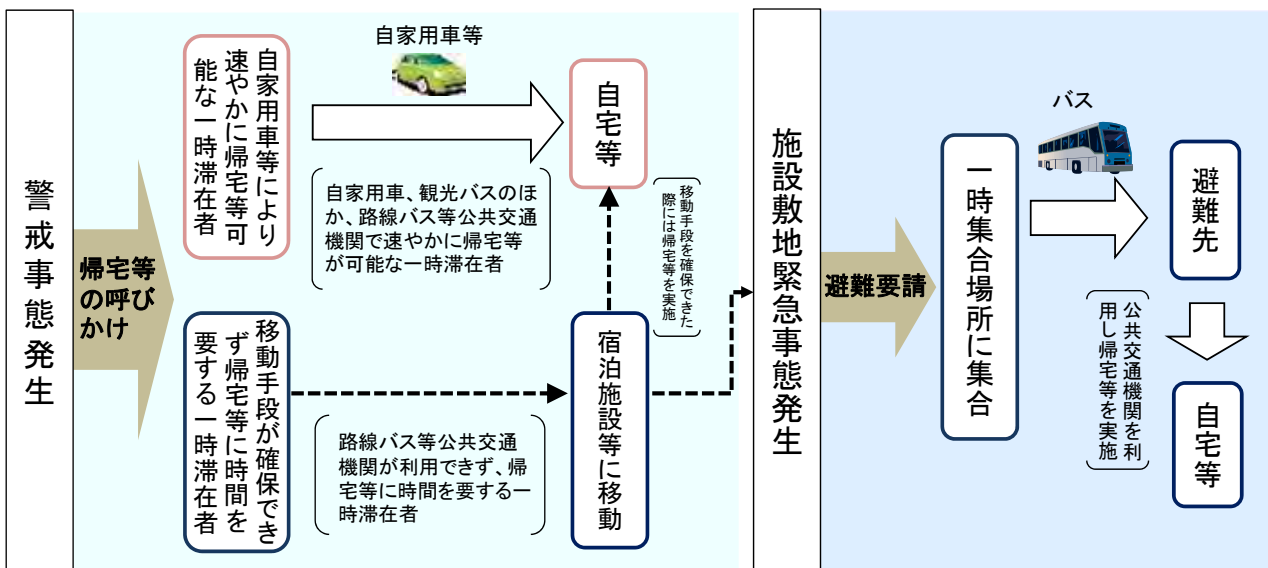 警戒事態発生
帰宅等
の呼び
かけ
自家用車等により
速やかに帰宅等可
能な一時滞在者
自家用車等
自家用車、観光バスのほ
か、路線バス等公共交通
機関で速やかに帰宅等
が可能な一時滞在者
自宅等
移動手段を確保できた
際には帰宅等を実施
移動手段が確保でき
ず帰宅等に時間を
要する一時滞在者
路線バス等公共交通
機関が利用できず、帰
宅等に時間を要する一
時滞在者
宿泊施設等に移動
施設敷地緊急事態発生
避難要請
一時集合場所に集合
バス
避難先
公共交通機関を利
用し帰宅等を実施
自宅等